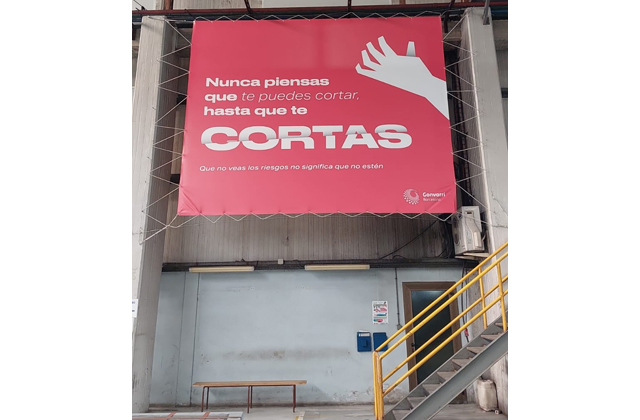 Nunca piensas
que te puedes cortar,
hasta que te
CORTAS
Que no veas los riesgos no significa que no estén
Gonvarri